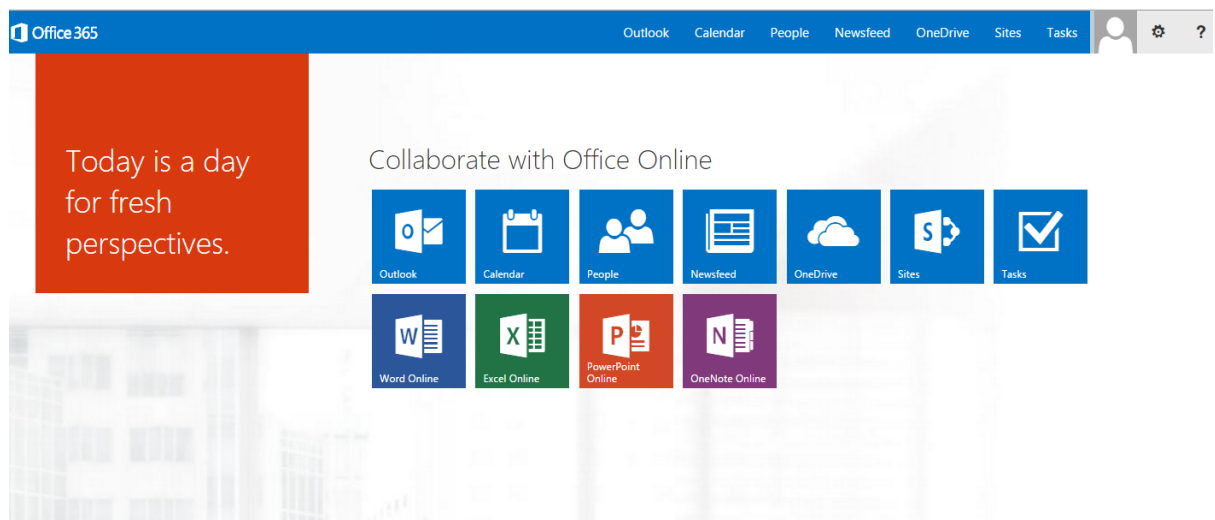 Office 365
Outlook Calendar People Newsfeed OneDrive Sites Tasks ?
Today is a day
for fresh
perspectives.
Collaborate with Office Online
Outlook Calendar People Newsfeed OneDrive Sites Tasks
Word Online Excel Online PowerPoint Online OneNote Online